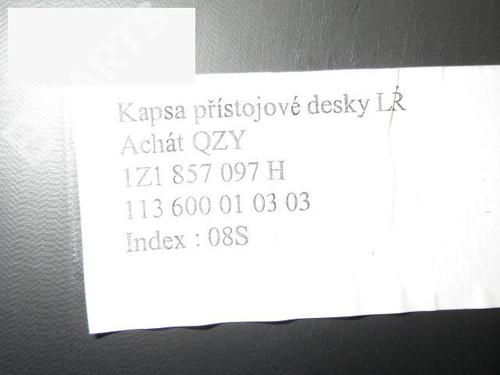 Kapsa přístojové desky LŘ
Achát QZY
1Z1 857 097 H
113 600 01 03 03
Index : 08S